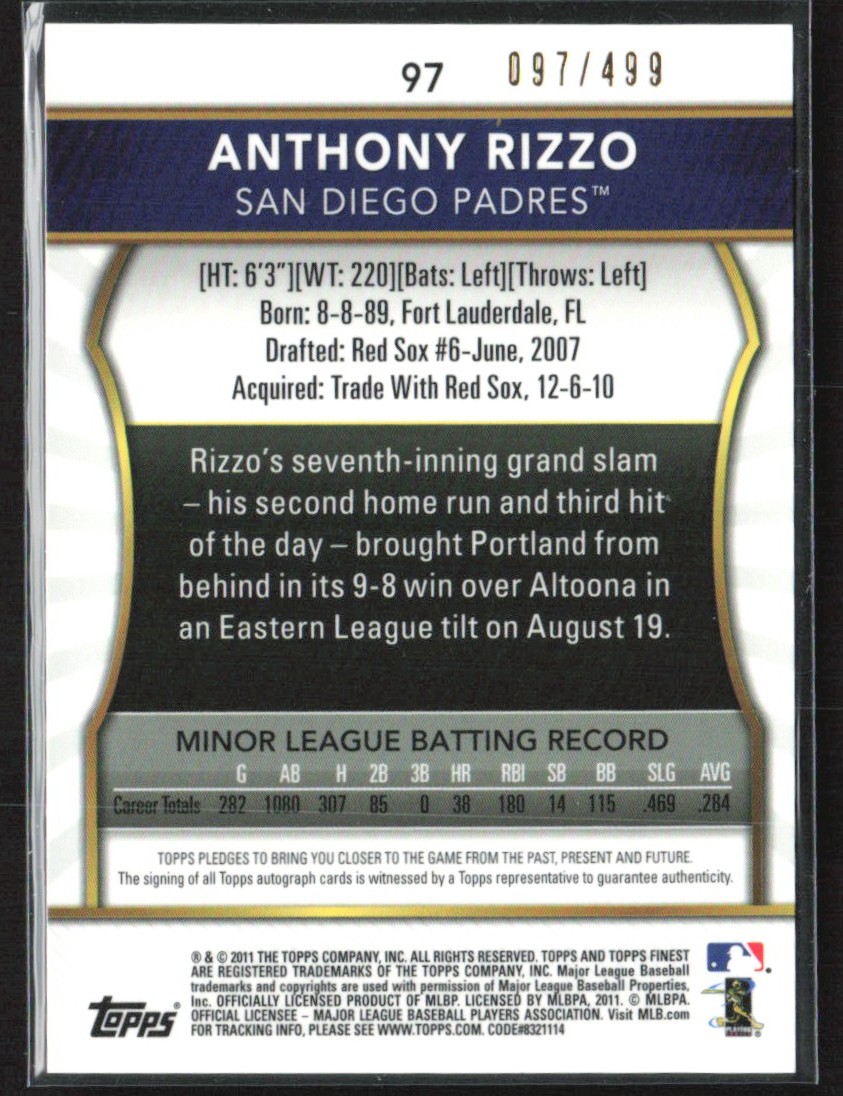 97 097/499
ANTHONY RIZZO
SAN DIEGO PADRES™
[HT: 6'3"][WT: 220][Bats: Left][Throws: Left]
Born: 8-8-89, Fort Lauderdale, FL
Drafted: Red Sox #6-June, 2007
Acquired: Trade With Red Sox, 12-6-10
Rizzo's seventh-inning grand slam
– his second home run and third hit
of the day – brought Portland from
behind in its 9-8 win over Altoona in
an Eastern League tilt on August 19.
MINOR LEAGUE BATTING RECORD
G AB H 2B 3B HR RBI SB BB SLG AVG
Career Totals 282 1080 307 85 0 38 180 14 115 .469 .284
TOPPS PLEDGES TO BRING YOU CLOSER TO THE GAME FROM THE PAST, PRESENT AND FUTURE.
The signing of all Topps autograph cards is witnessed by a Topps representative to guarantee authenticity.
® & © 2011 THE TOPPS COMPANY, INC. ALL RIGHTS RESERVED. TOPPS AND TOPPS FINEST
ARE REGISTERED TRADEMARKS OF THE TOPPS COMPANY, INC. Major League Baseball
trademarks and copyrights are used with permission of Major League Baseball Properties,
Inc. OFFICIALLY LICENSED PRODUCT OF MLBP. LICENSED BY MLBPA, 2011. © MLBPA.
OFFICIAL LICENSEE – MAJOR LEAGUE BASEBALL PLAYERS ASSOCIATION. Visit MLB.com
FOR TRACKING INFO, PLEASE SEE WWW.TOPPS.COM. CODE#8321114
Topps®